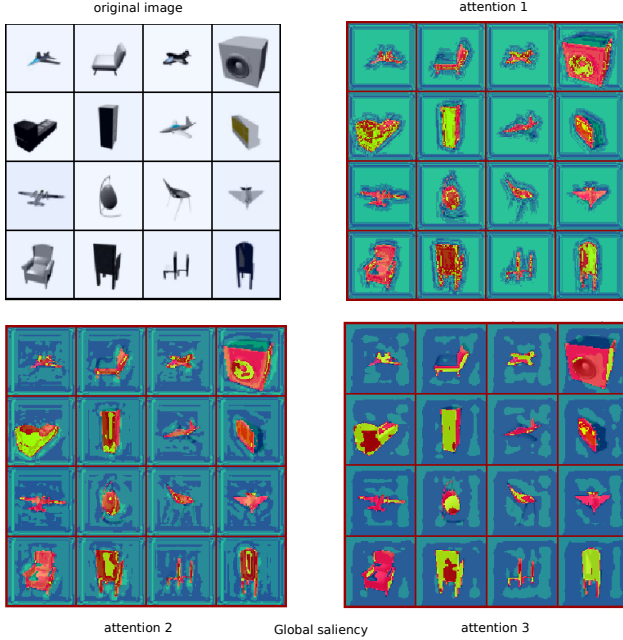 original image
attention 1
attention 2
Global saliency
attention 3